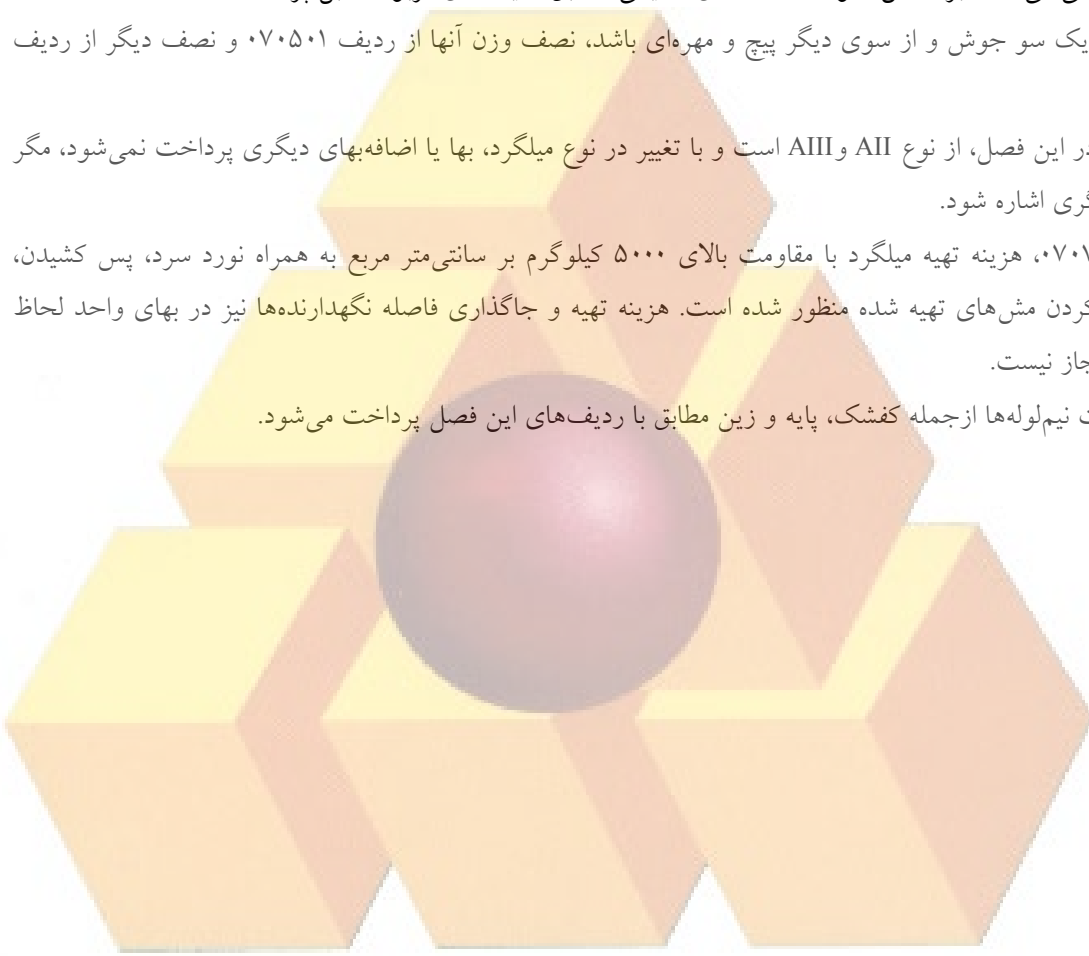 یک سو جوش و از سوی دیگر پیچ و مهره‌ای باشد، نصف وزن آنها از ردیف ۰۷۰۵۰۱ و نصف دیگر از ردیف
در این فصل، از نوع AII و AIII است و با تغییر در نوع میلگرد، بها یا اضافه‌بهای دیگری پرداخت نمی‌شود، مگر
اشاره شود.
هزینه تهیه میلگرد با مقاومت بالای ۵۰۰۰ کیلوگرم بر سانتی‌متر مربع به همراه نورد سرد، پس کشیدن،
کردن مش‌های تهیه شده منظور شده است. هزینه تهیه و جاگذاری فاصله نگهدارنده‌ها نیز در بهای واحد لحاظ
نیست.
نیم‌لوله‌ها ازجمله کفشک، پایه و زین مطابق با ردیف‌های این فصل پرداخت می‌شود.